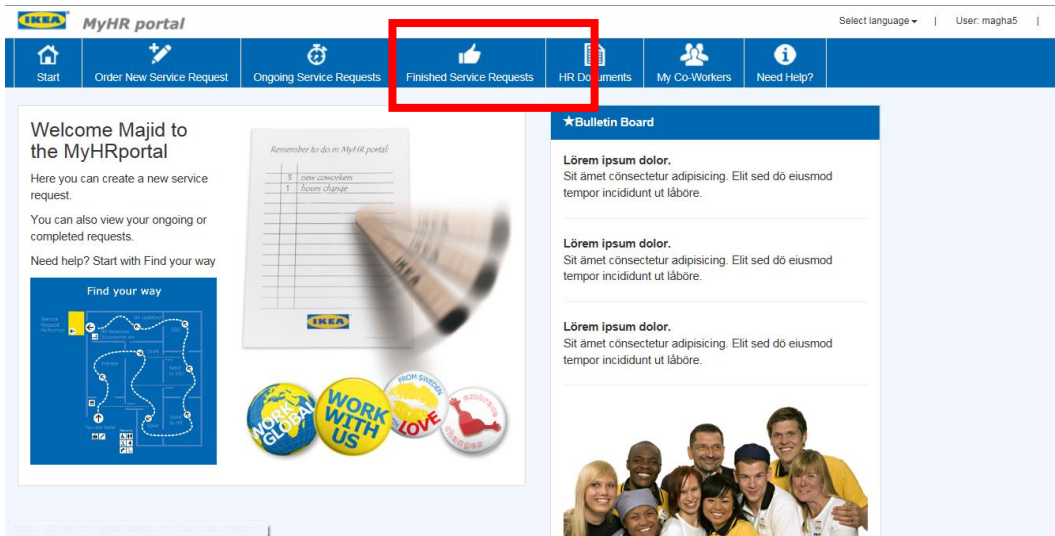 IKEA MyHR portal
Select language | User: magha5 |
Start Order New Service Request Ongoing Service Requests Finished Service Requests HR Documents My Co-Workers Need Help?
Welcome Majid to
the MyHRportal
Here you can create a new service
request.
You can also view your ongoing or
completed requests.
Need help? Start with Find your way
Find your way
Remember to do in MyHR portal:
5 new coworkers
1 hours change
IKEA
IKEA
WORK
GLOBAL
WORK
WITH
US
FROM SWEDEN
WITH
LOVE
embrace
changes
★Bulletin Board
Lörem ipsum dolor.
Sit ämet cönsectetur adipisicing. Elit sed dö eiusmod
tempor incididunt ut låböre.
Lörem ipsum dolor.
Sit ämet cönsectetur adipisicing. Elit sed dö eiusmod
tempor incididunt ut låböre.
Lörem ipsum dolor.
Sit ämet cönsectetur adipisicing. Elit sed dö eiusmod
tempor incididunt ut låböre.